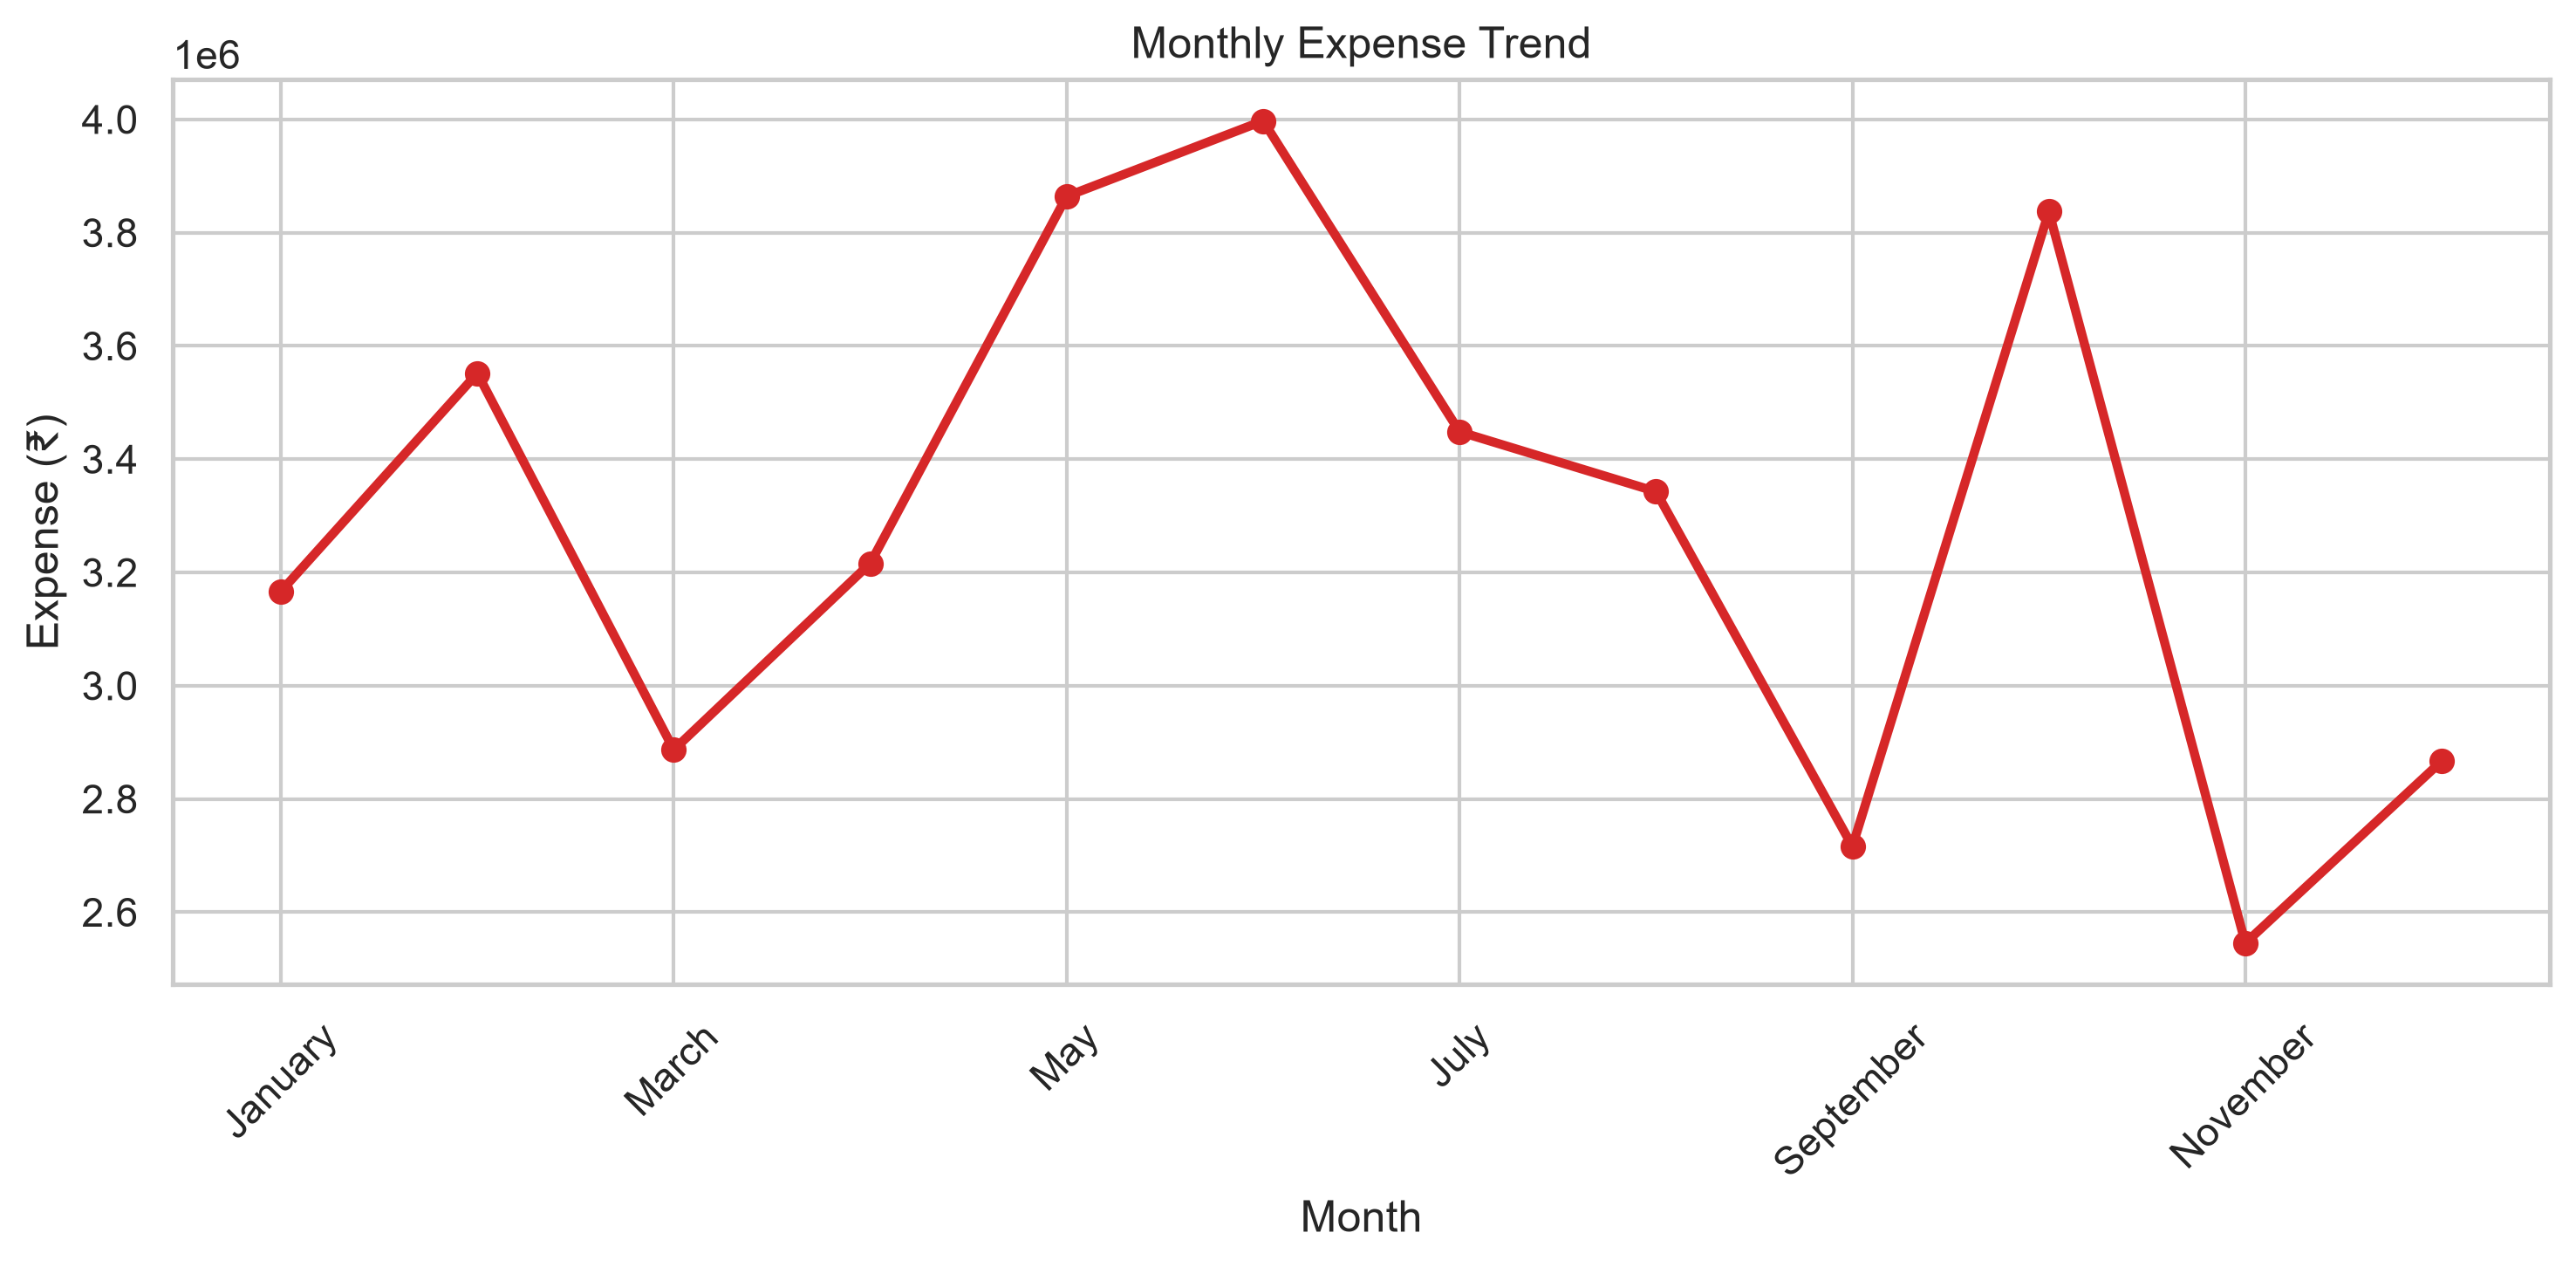 Monthly Expense Trend
1e6
4.0
3.8
3.6
3.4
3.2
3.0
2.8
2.6
Expense (₹)
January
March
May
July
September
November
Month